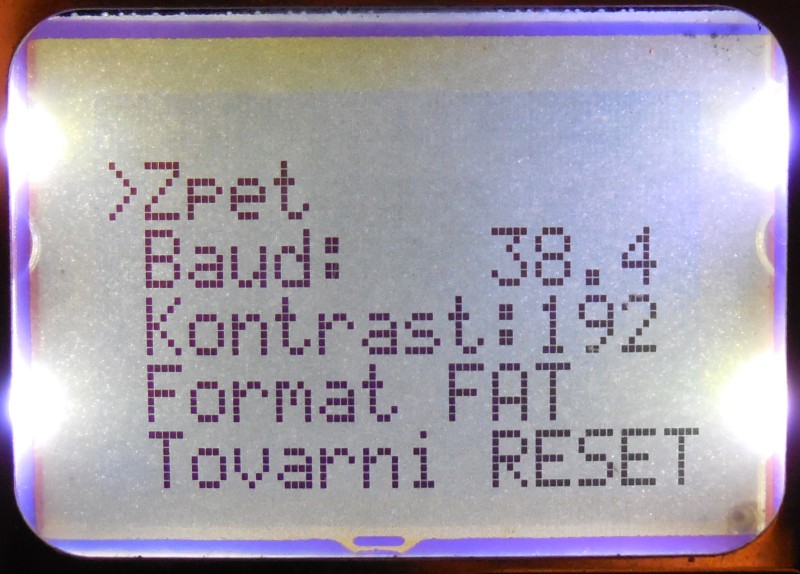 >Zpet
Baud: 38.4
Kontrast:192
Format FAT
Tovarni RESET